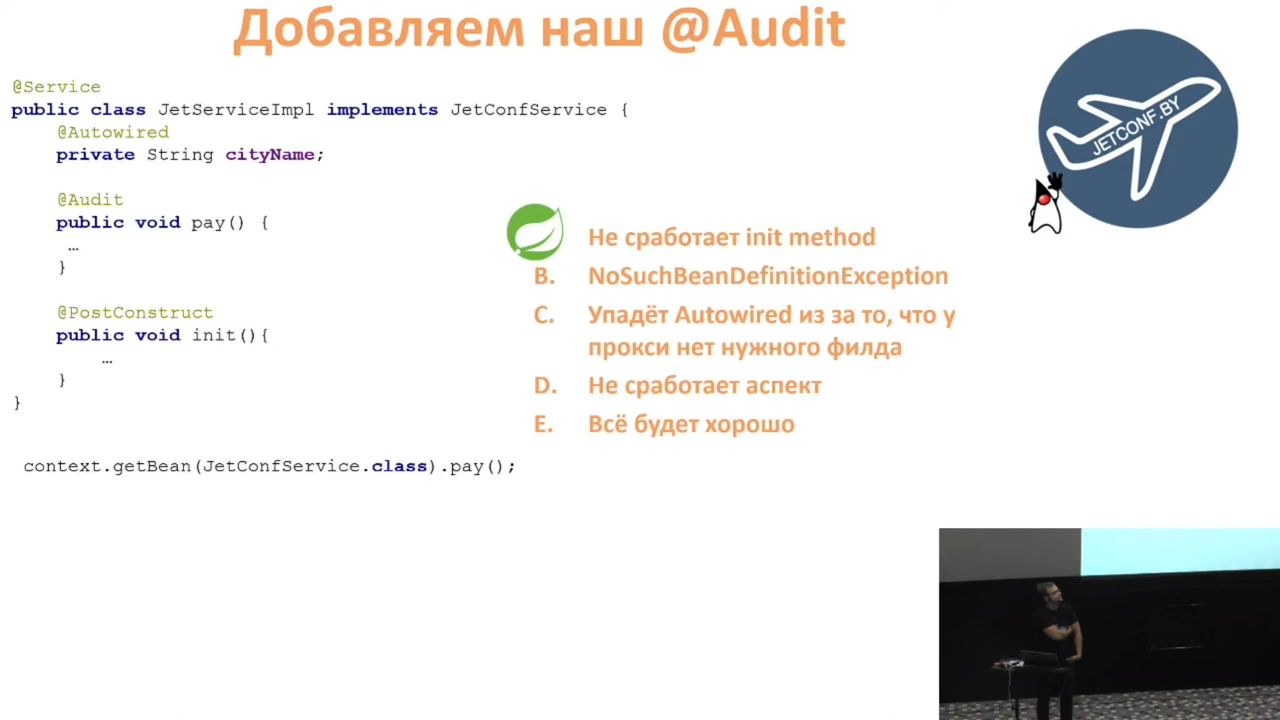 Добавляем наш @Audit
JETCONF.BY
@Service
public class JetServiceImpl implements JetConfService {
@Autowired
private String cityName;
@Audit
public void pay() {
…
}
@PostConstruct
public void init(){
…
}
}
context.getBean(JetConfService.class).pay();
Не сработает init method
B. NoSuchBeanDefinitionException
C. Упадёт Autowired из за то, что у
прокси нет нужного филда
D. Не сработает аспект
E. Всё будет хорошо